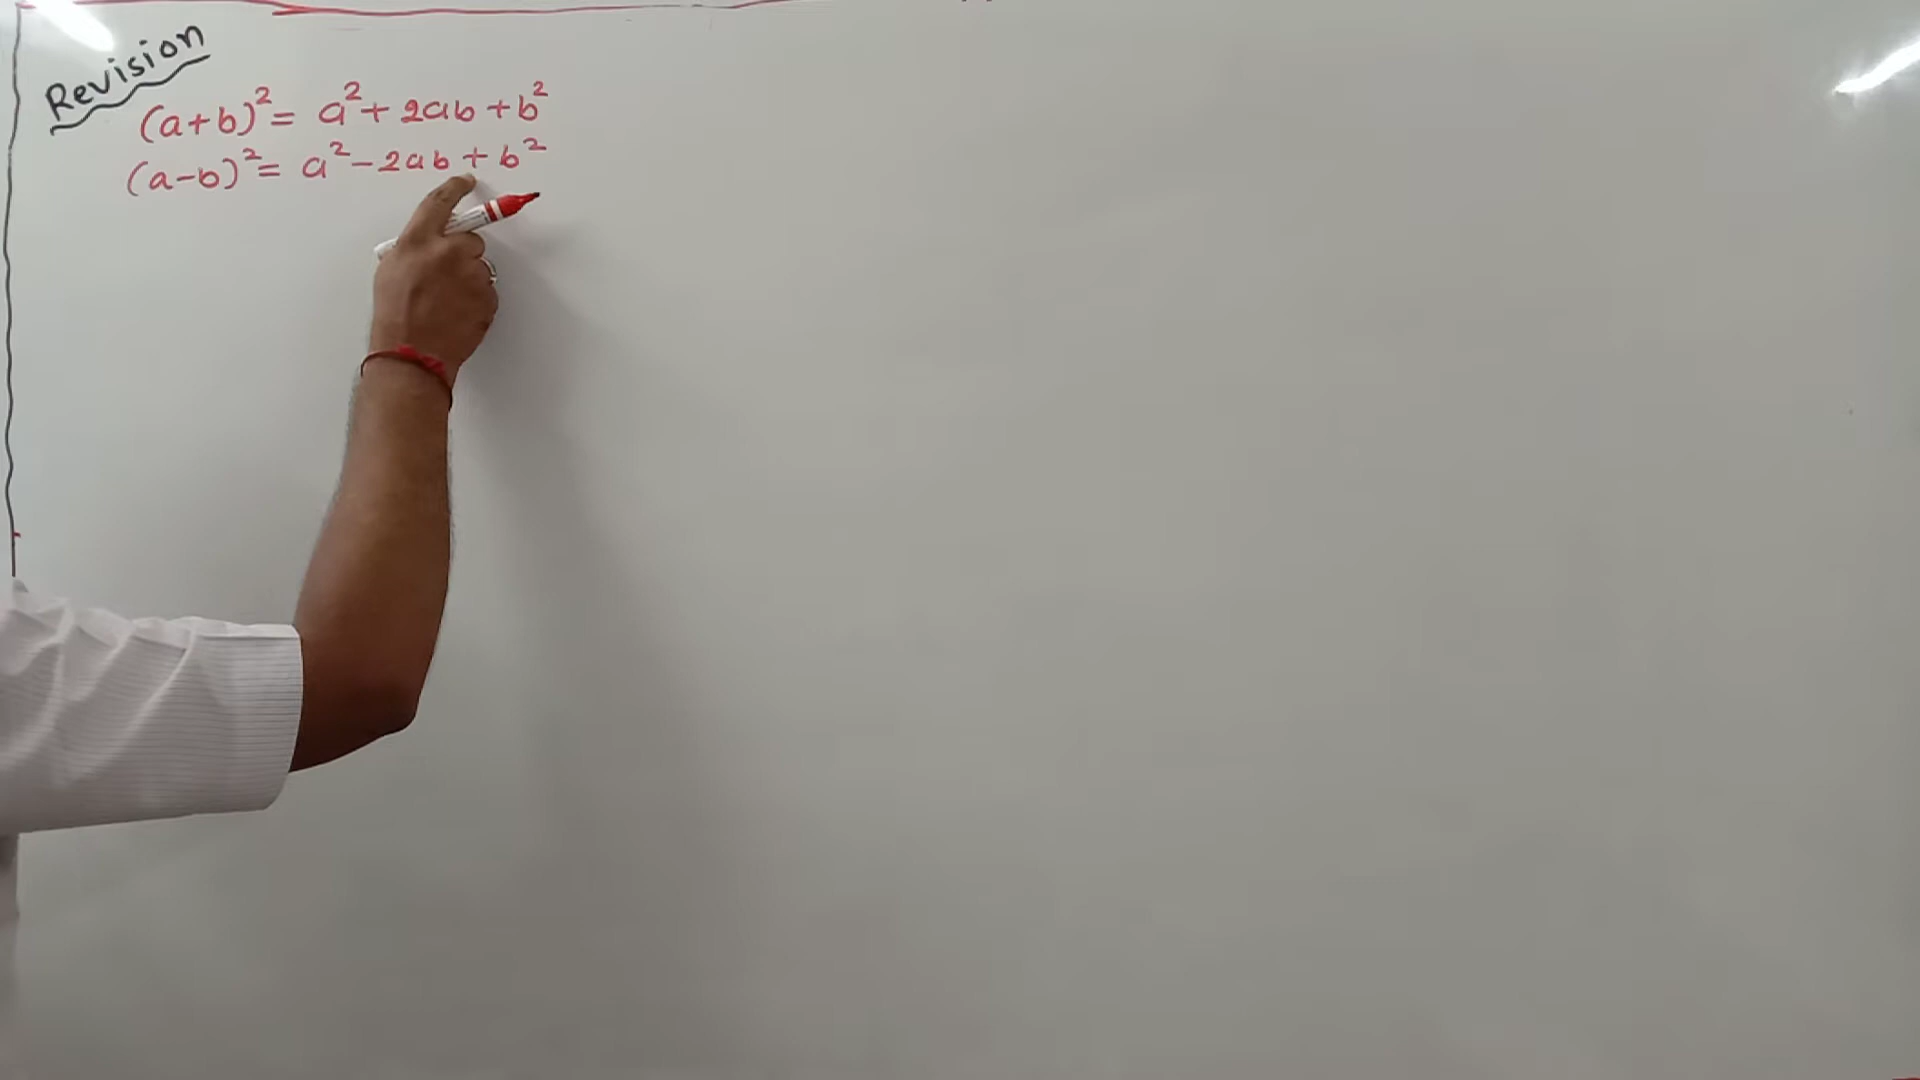 Revision
(a+b)²= a²+ 2ab +b²
(a-b)²= a²-2ab + b²